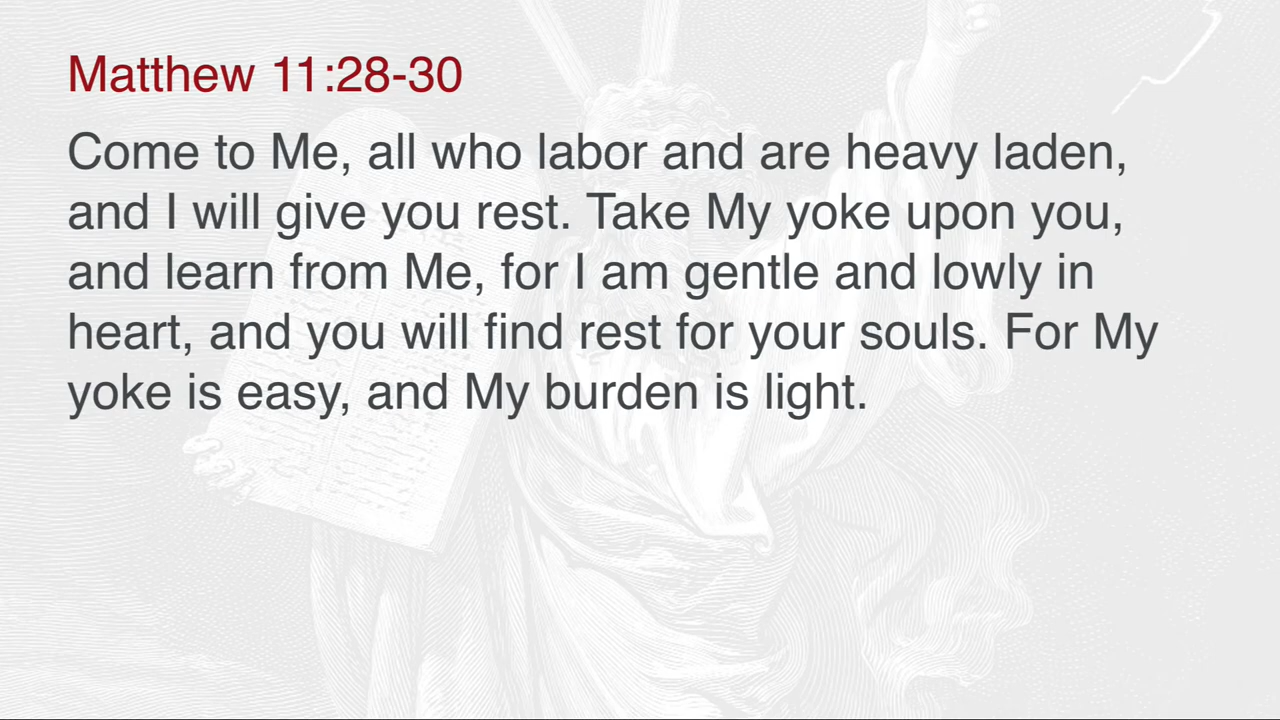 Matthew 11:28-30
Come to Me, all who labor and are heavy laden,
and I will give you rest. Take My yoke upon you,
and learn from Me, for I am gentle and lowly in
heart, and you will find rest for your souls. For My
yoke is easy, and My burden is light.